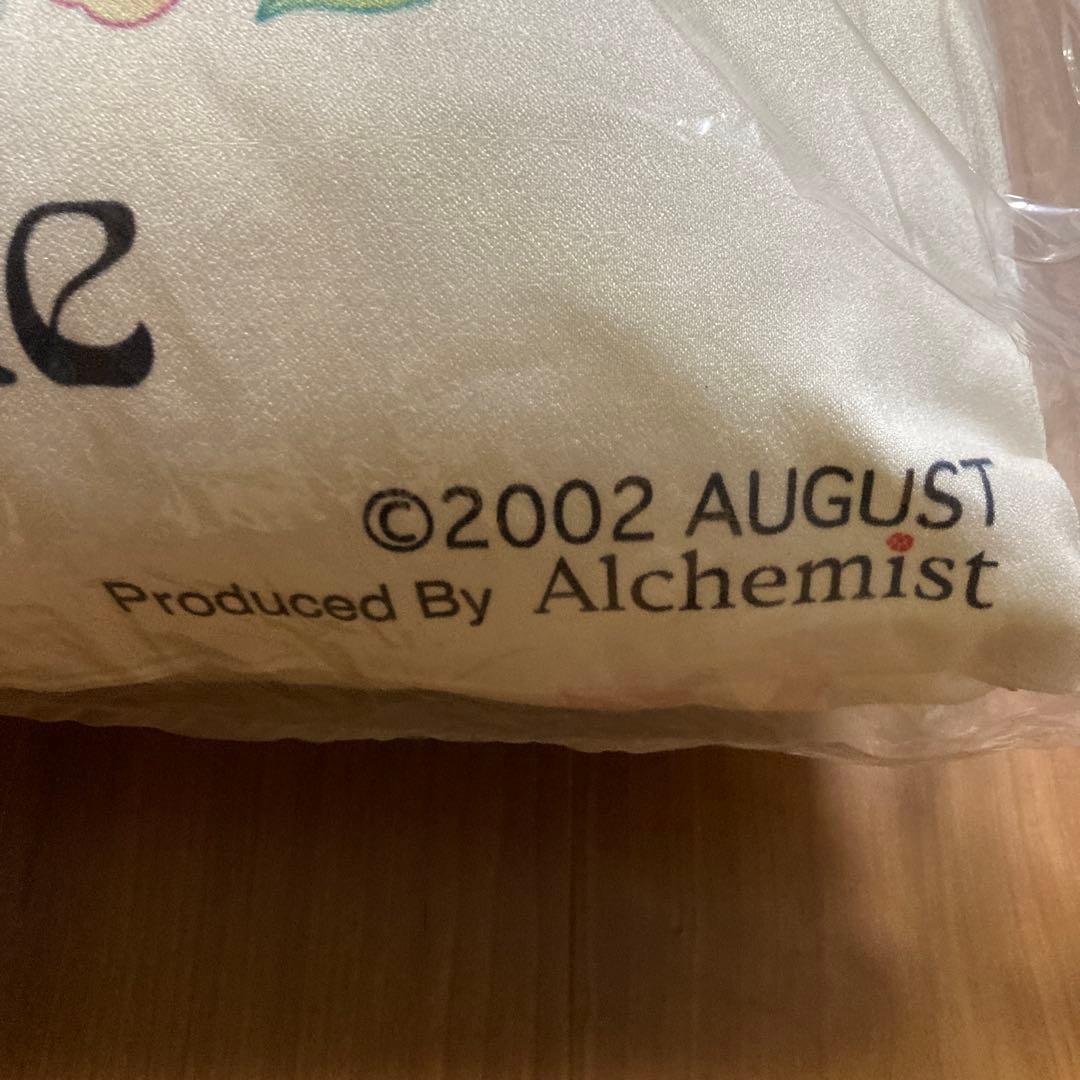 e
©2002 AUGUST
Produced By Alchemist